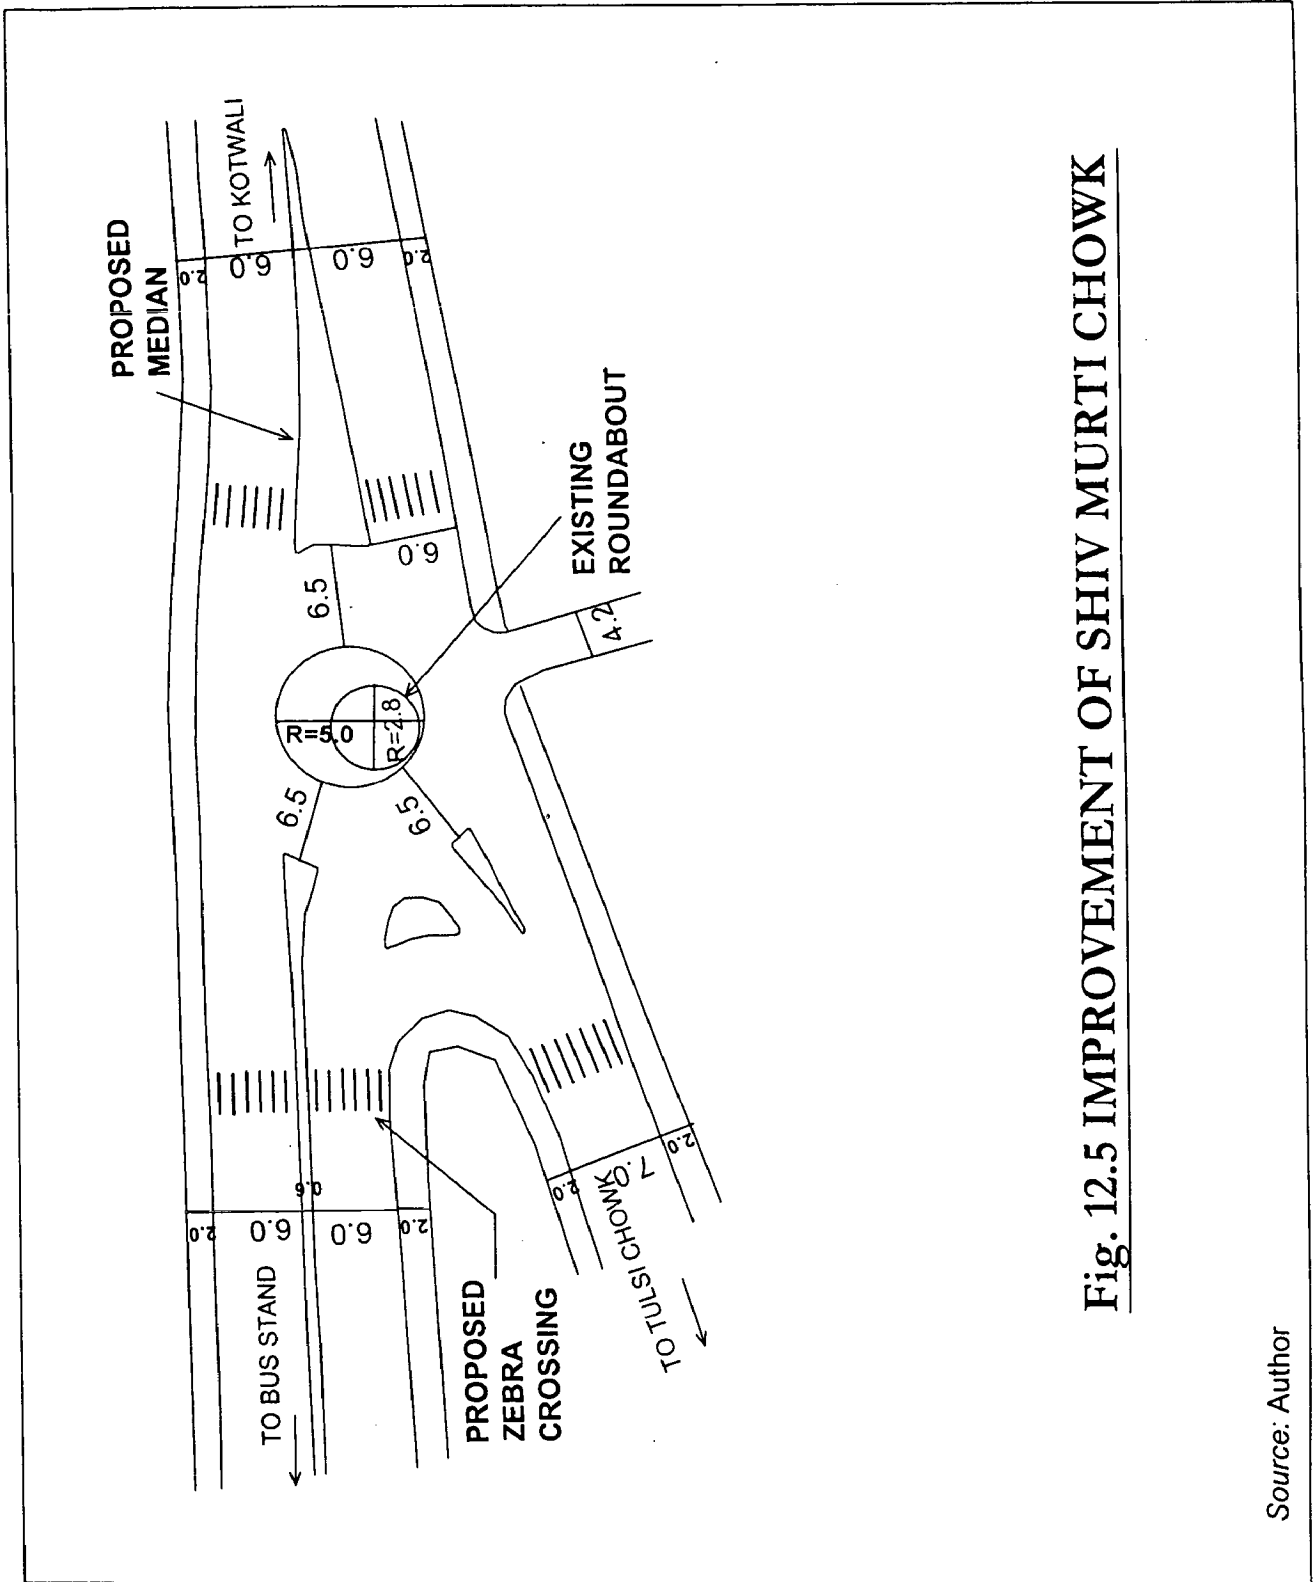 PROPOSED
MEDIAN
TO KOTWALI
2.0
6.0
6.0
2.0
6.5
6.0
EXISTING
ROUNDABOUT
4.2
R=5.0
R=2.8
6.5
6.5
2.0
6.0
0.6
6.0
2.0
TO BUS STAND
PROPOSED
ZEBRA
CROSSING
2.0
7.0
2.0
TO TULSI CHOWK
Fig. 12.5 IMPROVEMENT OF SHIV MURTI CHOWK
Source: Author